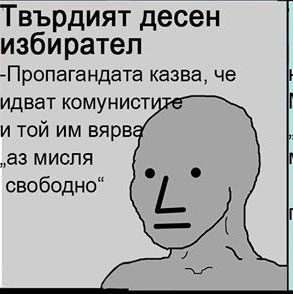 Твърдият десен
избирател
-Пропагандата казва, че
идват комунистите
и той им вярва
„аз мисля
свободно“